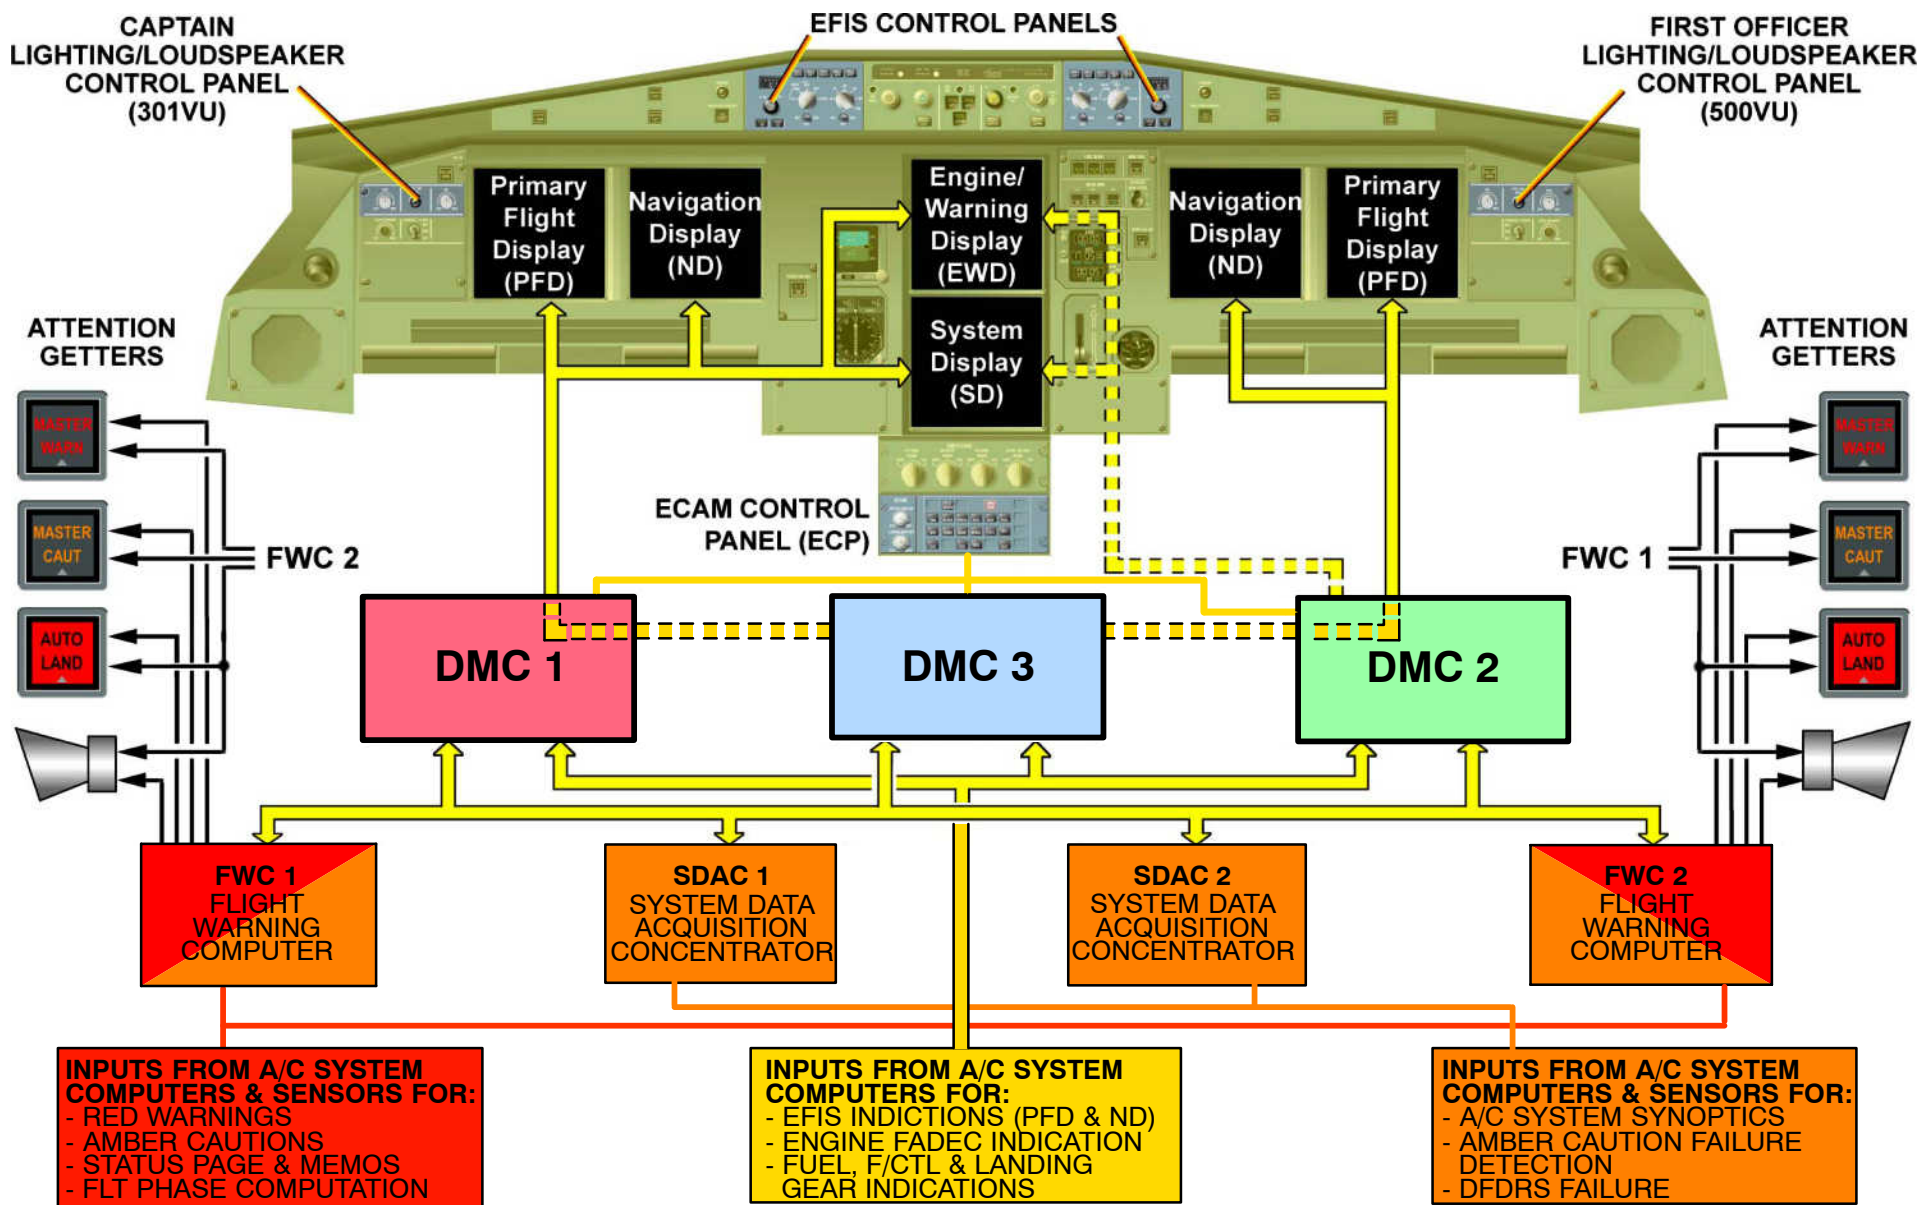 CAPTAIN
LIGHTING/LOUDSPEAKER
CONTROL PANEL
(301VU)
EFIS CONTROL PANELS
FIRST OFFICER
LIGHTING/LOUDSPEAKER
CONTROL PANEL
(500VU)
Primary
Flight
Display
(PFD)
Navigation
Display
(ND)
Engine/
Warning
Display
(EWD)
Navigation
Display
(ND)
Primary
Flight
Display
(PFD)
System
Display
(SD)
ATTENTION
GETTERS
ATTENTION
GETTERS
MASTER
WARN
MASTER
WARN
MASTER
CAUT
MASTER
CAUT
FWC 2
FWC 1
AUTO
LAND
AUTO
LAND
ECAM CONTROL
PANEL (ECP)
DMC 1
DMC 3
DMC 2
FWC 1
FLIGHT
WARNING
COMPUTER
SDAC 1
SYSTEM DATA
ACQUISITION
CONCENTRATOR
SDAC 2
SYSTEM DATA
ACQUISITION
CONCENTRATOR
FWC 2
FLIGHT
WARNING
COMPUTER
INPUTS FROM A/C SYSTEM
COMPUTERS & SENSORS FOR:
- RED WARNINGS
- AMBER CAUTIONS
- STATUS PAGE & MEMOS
- FLT PHASE COMPUTATION
INPUTS FROM A/C SYSTEM
COMPUTERS FOR:
- EFIS INDICTIONS (PFD & ND)
- ENGINE FADEC INDICATION
- FUEL, F/CTL & LANDING
GEAR INDICATIONS
INPUTS FROM A/C SYSTEM
COMPUTERS & SENSORS FOR:
- A/C SYSTEM SYNOPTICS
- AMBER CAUTION FAILURE
DETECTION
- DFDRS FAILURE